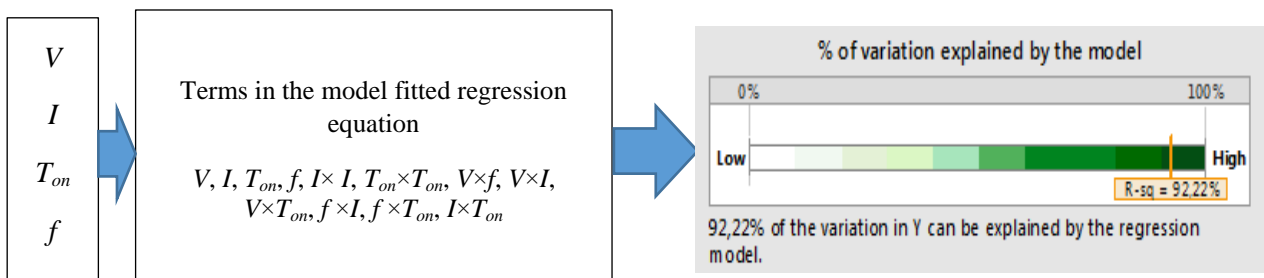 V
I
Ton
f
Terms in the model fitted regression
equation
V, I, Ton, f, I× I, Ton×Ton, V×f, V×I,
V×Ton, f ×I, f ×Ton, I×Ton
% of variation explained by the model
0% 100%
Low High
R-sq = 92,22%
92,22% of the variation in Y can be explained by the regression
model.